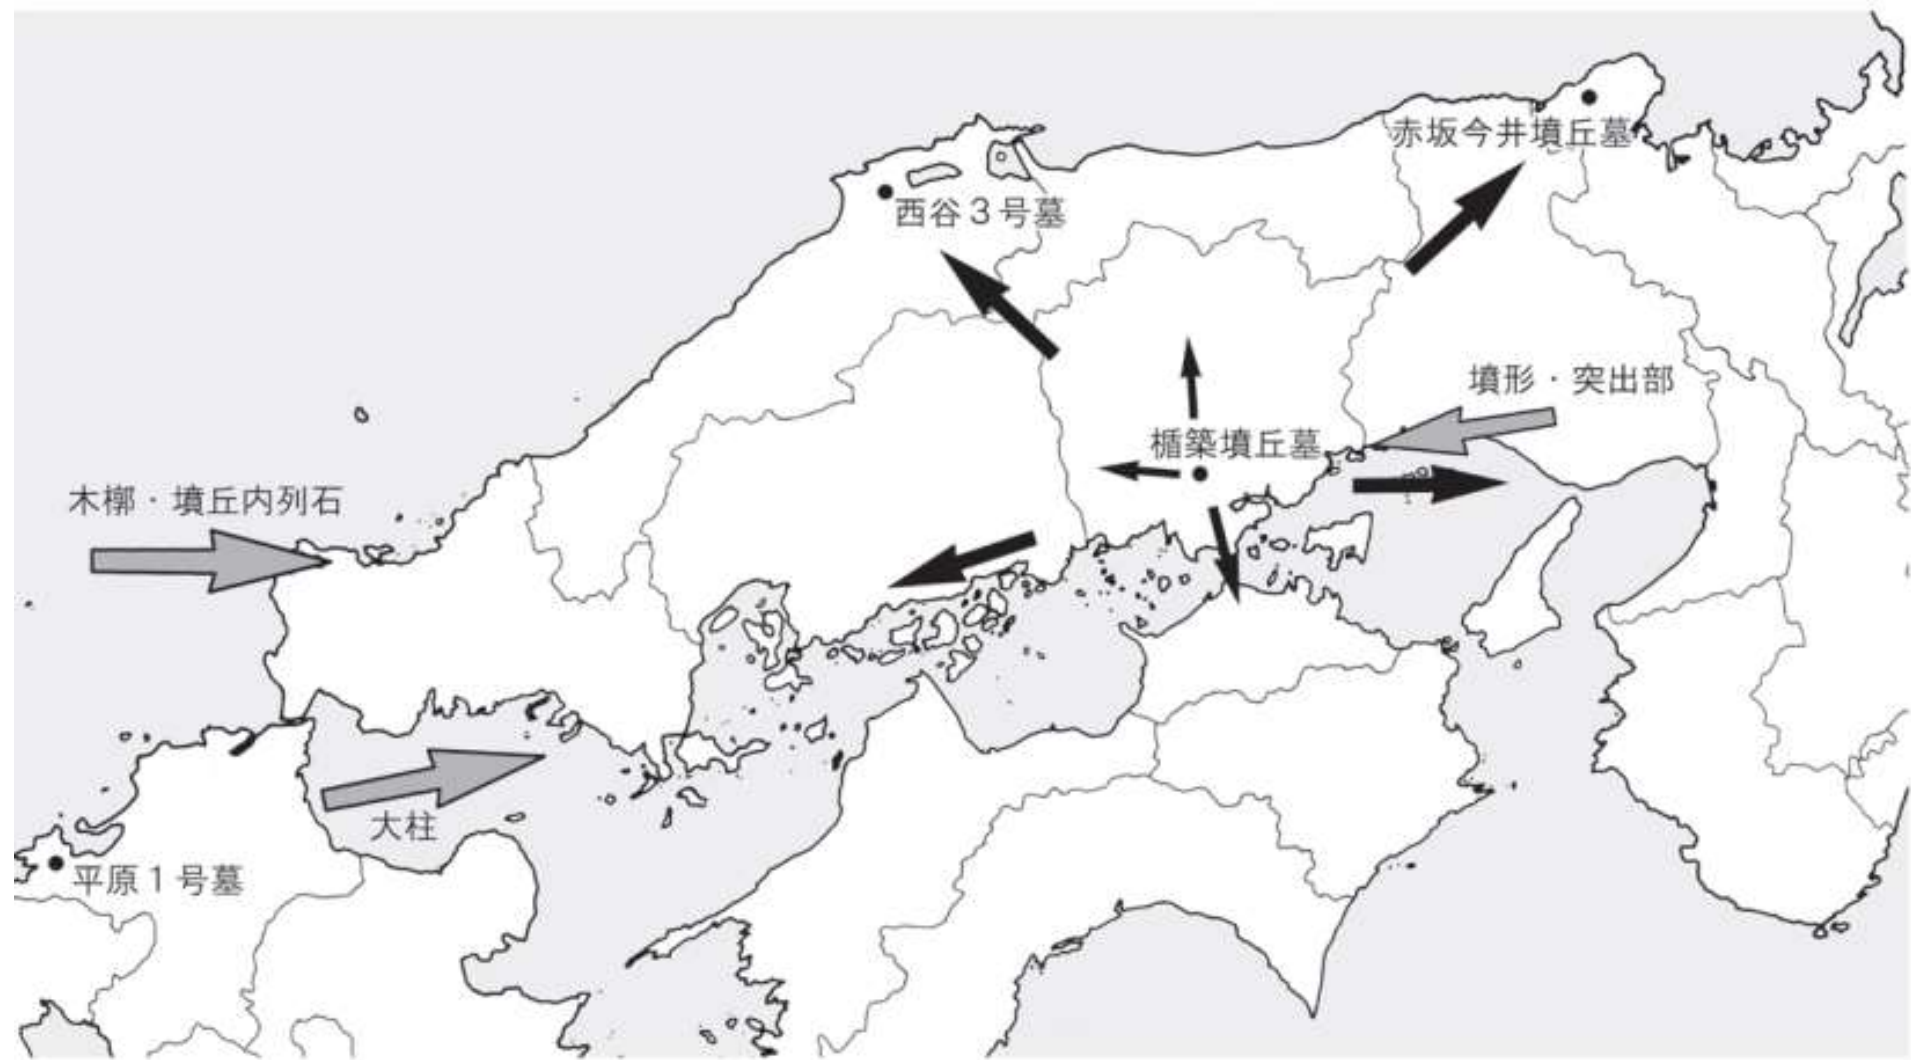 赤坂今井墳丘墓
西谷３号墓
墳形・突出部
楯築墳丘墓
木槨・墳丘内列石
大柱
平原１号墓